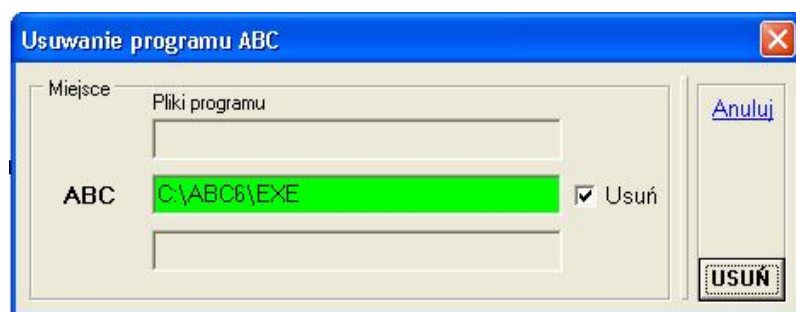 Usuwanie programu ABC
Miejsce
Pliki programu
Anuluj
ABC C:\ABC6\EXE Usuń
USUŃ